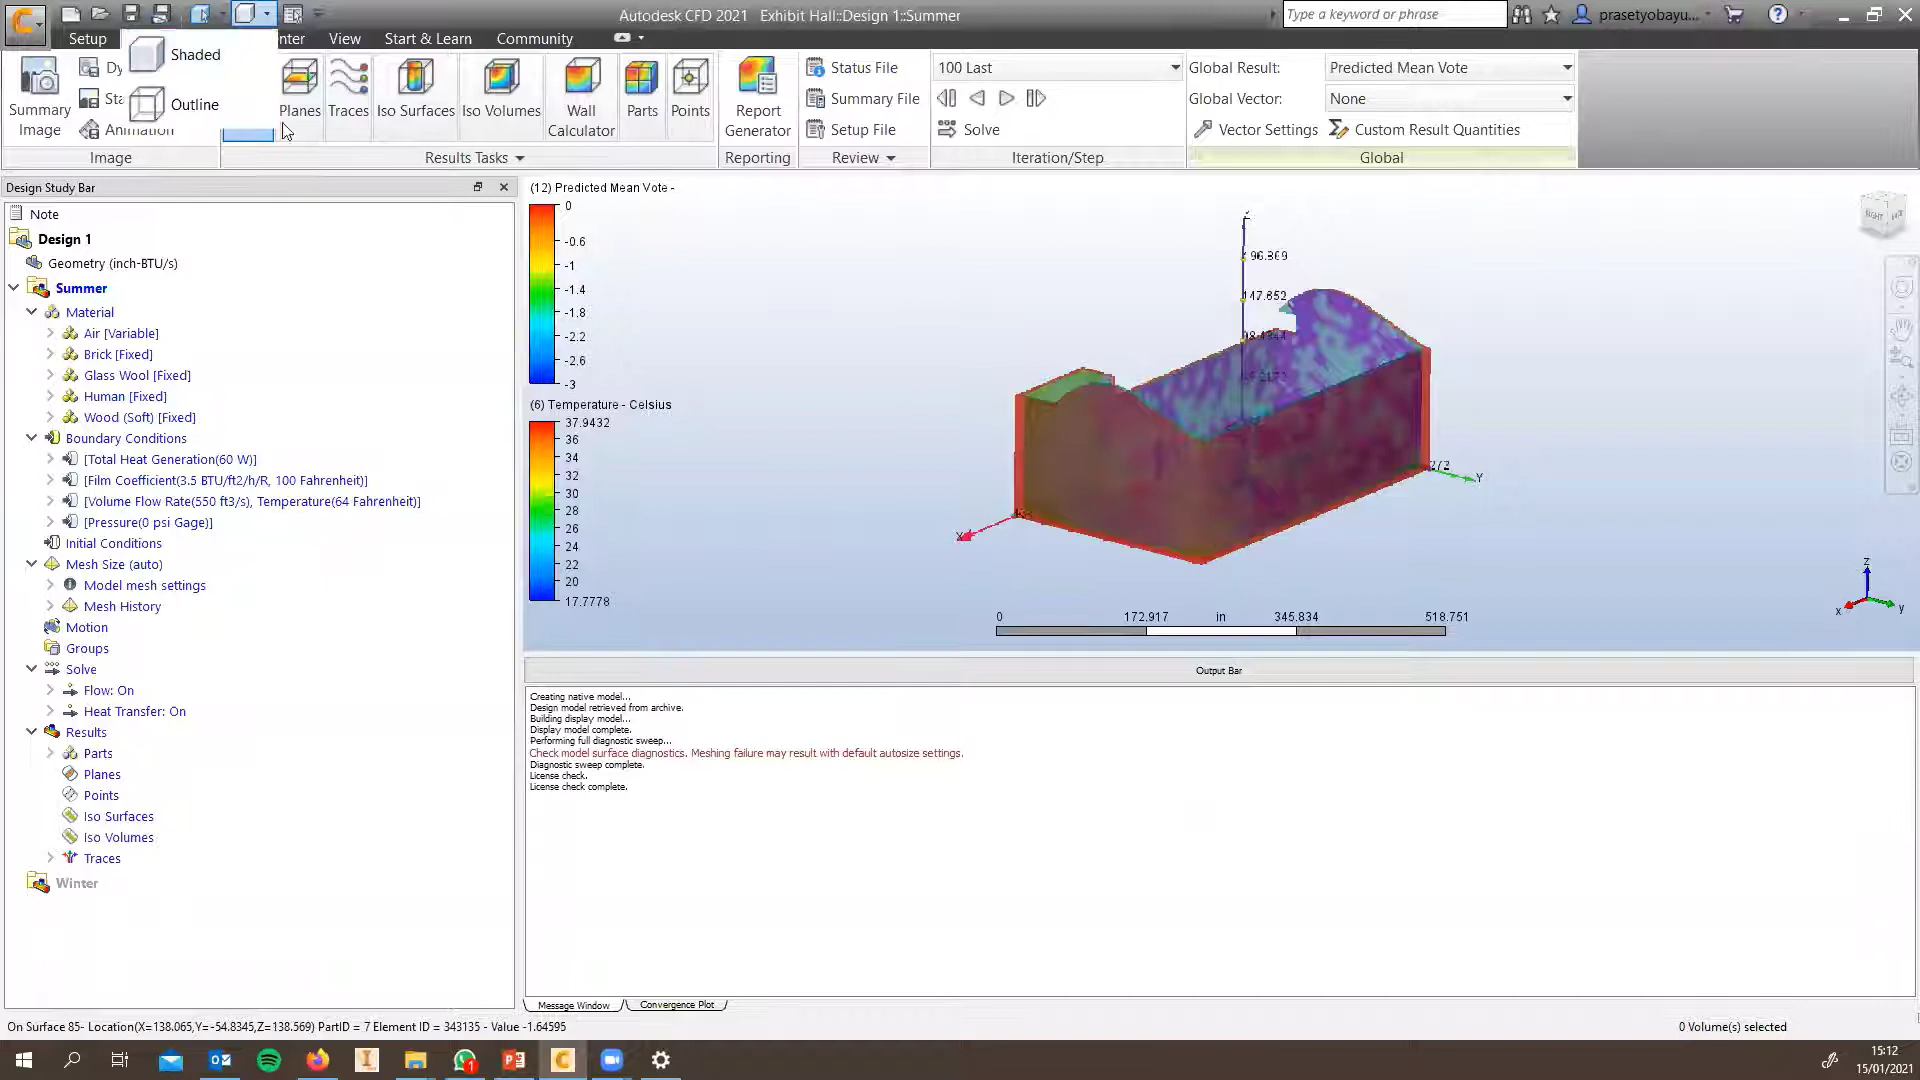 Autodesk CFD 2021 Exhibit Hall::Design 1::Summer
Type a keyword or phrase
prasetyobayu...
Setup
View
Start & Learn
Community
Shaded
Outline
Summary Image
Animation
Planes
Traces
Iso Surfaces
Iso Volumes
Wall Calculator
Parts
Points
Report Generator
Status File
Summary File
Setup File
100 Last
Solve
Global Result:
Predicted Mean Vote
Global Vector:
None
Vector Settings
Custom Result Quantities
Image
Results Tasks
Reporting
Review
Iteration/Step
Global
Design Study Bar
Note
Design 1
Geometry (inch-BTU/s)
Summer
Material
Air [Variable]
Brick [Fixed]
Glass Wool [Fixed]
Human [Fixed]
Wood (Soft) [Fixed]
Boundary Conditions
[Total Heat Generation(60 W)]
[Film Coefficient(3.5 BTU/ft2/h/R, 100 Fahrenheit)]
[Volume Flow Rate(550 ft3/s), Temperature(64 Fahrenheit)]
[Pressure(0 psi Gage)]
Initial Conditions
Mesh Size (auto)
Model mesh settings
Mesh History
Motion
Groups
Solve
Flow: On
Heat Transfer: On
Results
Parts
Planes
Points
Iso Surfaces
Iso Volumes
Traces
Winter
(12) Predicted Mean Vote -
0
-0.6
-1
-1.4
-1.8
-2.2
-2.6
-3
(6) Temperature - Celsius
37.9432
36
34
32
30
28
26
24
22
20
17.7778
147.652
X
Y
RIGHT
z
x
y
0
172.917
in
345.834
518.751
Output Bar
Creating native model...
Design model retrieved from archive.
Building display model...
Display model complete.
Performing full diagnostic sweep...
Check model surface diagnostics. Meshing failure may result with default autosize settings.
Diagnostic sweep complete.
License check.
License check complete.
Message Window
Convergence Plot
On Surface 85- Location(X=138.065,Y=-54.8345,Z=138.569) PartID = 7 Element ID = 343135 - Value -1.64595
0 Volume(s) selected
15:12
15/01/2021